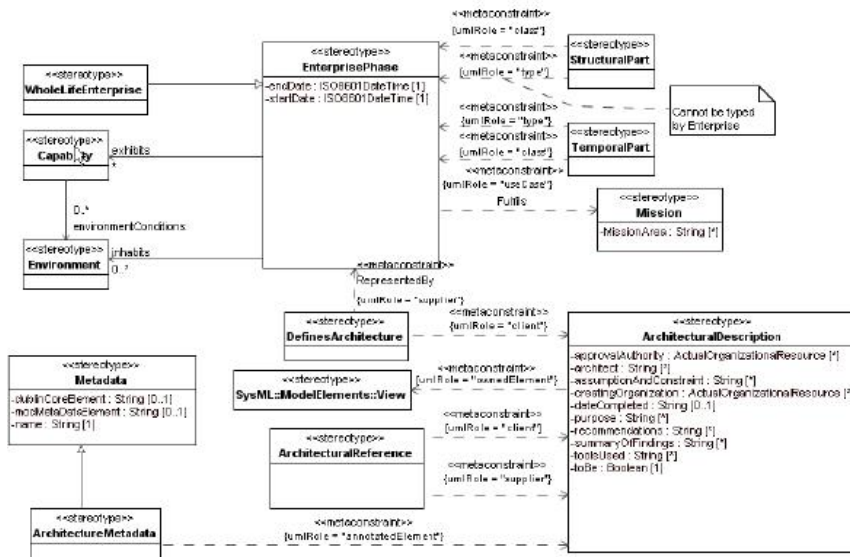 <<metaconstraint>>
{umlRole = "class"}
<<stereotype>>
EnterprisePhase
-endDate : ISO8601DateTime [1]
-startDate : ISO8601DateTime [1]
<<stereotype>>
WholeLifeEnterprise
<<stereotype>>
StructuralPart
<<metaconstraint>>
{umlRole = "type"}
Cannot be typed
by Enterprise
<<metaconstraint>>
{umlRole = "type"}
<<metaconstraint>>
{umlRole = "class"}
<<stereotype>>
TemporalPart
<<stereotype>>
Capability
exhibits
*
<<metaconstraint>>
{umlRole = "useCase"}
Fulfils
<<stereotype>>
Mission
-MissionArea : String [*]
0..*
environmentConditions
<<stereotype>>
Environment
inhabits
0..*
<<metaconstraint>>
RepresentedBy
{umlRole = "supplier"}
<<stereotype>>
DefinesArchitecture
<<metaconstraint>>
{umlRole = "client"}
<<stereotype>>
ArchitecturalDescription
-approvalAuthority : ActualOrganizationalResource [*]
-architect : String [*]
-assumptionAndConstraint : String [*]
-creatingOrganization : ActualOrganizationalResource [*
-dateCompleted : String [0..1]
-purpose : String [*]
-recommendations : String [*]
-summaryOfFindings : String [*]
-toolsUsed : String [*]
-toBe : Boolean [1]
<<stereotype>>
Metadata
-dublinCoreElement : String [0..1]
-modMetaDataElement : String [0..1]
-name : String [1]
<<stereotype>>
SysML::ModelElements::View
<<metaconstraint>>
{umlRole = "ownedElement"}
<<stereotype>>
ArchitecturalReference
<<metaconstraint>>
{umlRole = "client"}
<<metaconstraint>>
{umlRole = "supplier"}
<<stereotype>>
ArchitectureMetadata
<<metaconstraint>>
{umlRole = "annotatedElement"}